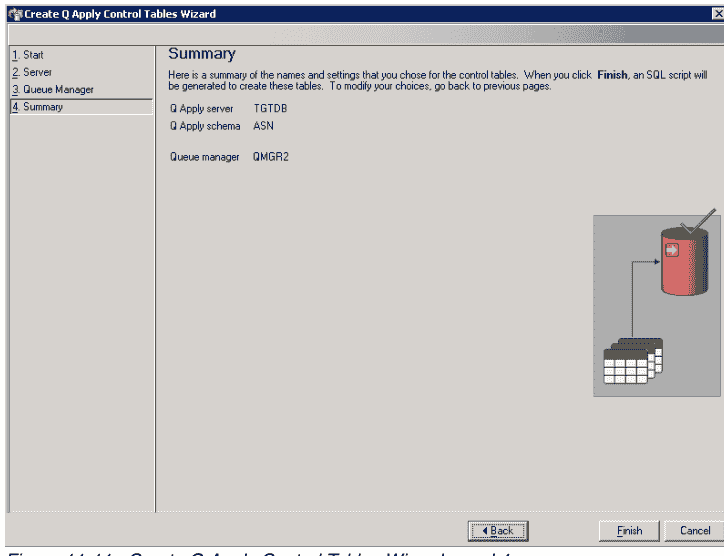 Create Q Apply Control Tables Wizard
1. Start
2. Server
3. Queue Manager
4. Summary
Summary
Here is a summary of the names and settings that you chose for the control tables. When you click Finish, an SQL script will
be generated to create these tables. To modify your choices, go back to previous pages.
Q Apply server TGTDB
Q Apply schema ASN
Queue manager QMGR2
Back
Finish
Cancel